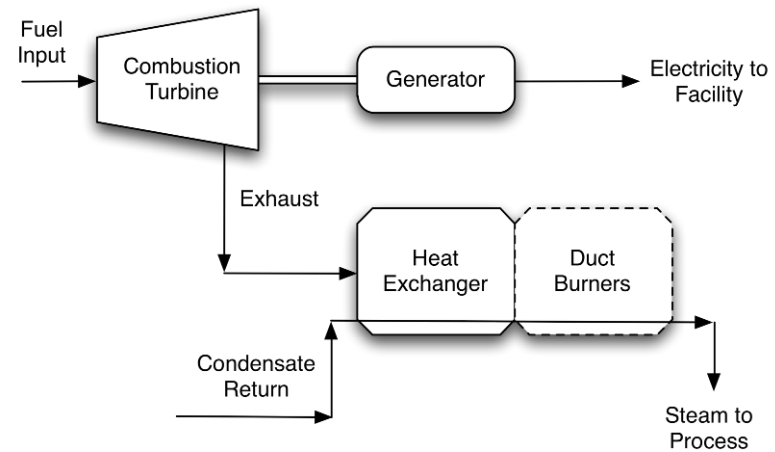 Fuel
Input
Combustion
Turbine
Generator
Electricity to
Facility
Exhaust
Heat
Exchanger
Duct
Burners
Condensate
Return
Steam to
Process